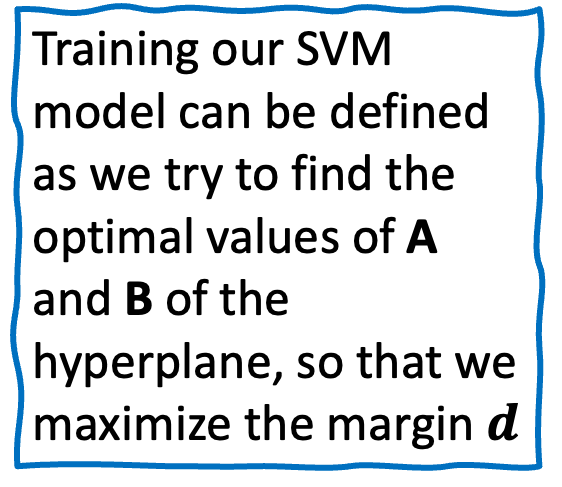 Training our SVM
model can be defined
as we try to find the
optimal values of A
and B of the
hyperplane, so that we
maximize the margin d